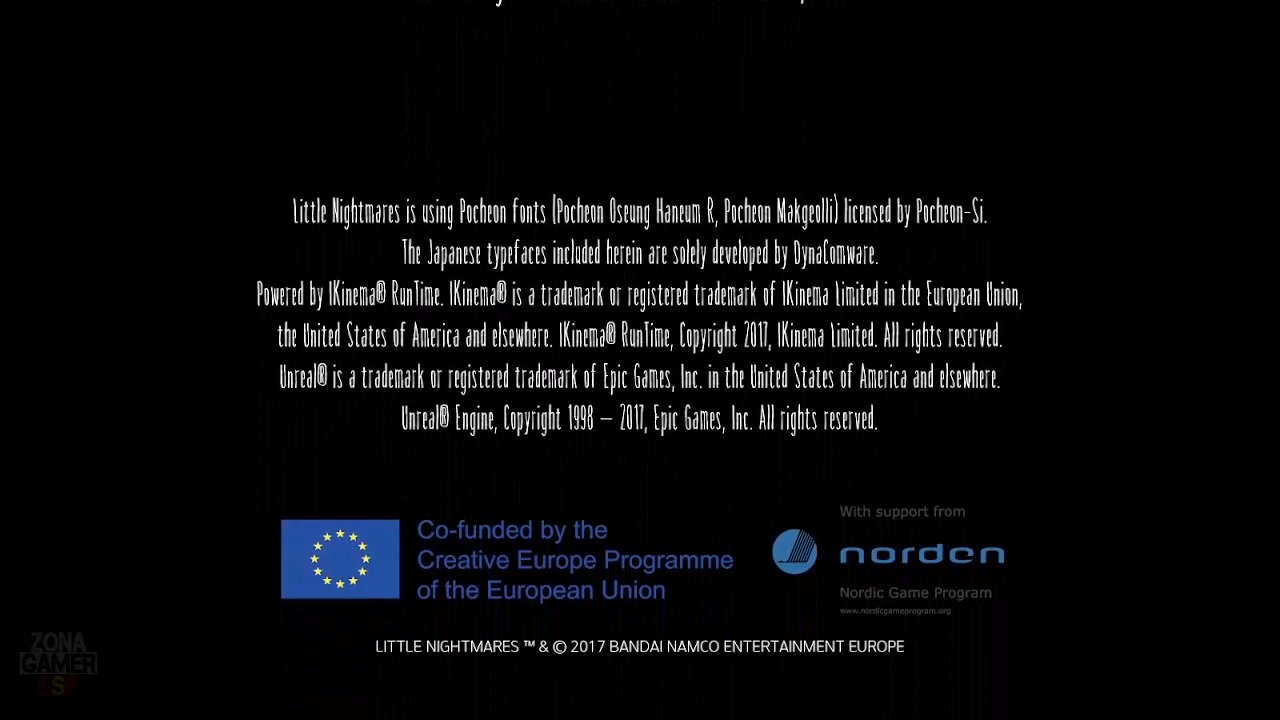 Little Nightmares is using Pocheon fonts (Pocheon Oseung Haneum R, Pocheon Makgeolli) licensed by Pocheon-Si.
The Japanese typefaces included herein are solely developed by DynaComware.
Powered by IKinema® RunTime. IKinema® is a trademark or registered trademark of IKinema Limited in the European Union,
the United States of America and elsewhere. IKinema® RunTime, Copyright 2017, IKinema Limited. All rights reserved.
Unreal® is a trademark or registered trademark of Epic Games, Inc. in the United States of America and elsewhere.
Unreal® Engine, Copyright 1998 – 2017, Epic Games, Inc. All rights reserved.
Co-funded by the
Creative Europe Programme
of the European Union
With support from
norden
Nordic Game Program
www.nordicgameprogram.org
LITTLE NIGHTMARES ™ & © 2017 BANDAI NAMCO ENTERTAINMENT EUROPE
ZONA
GAMER
S